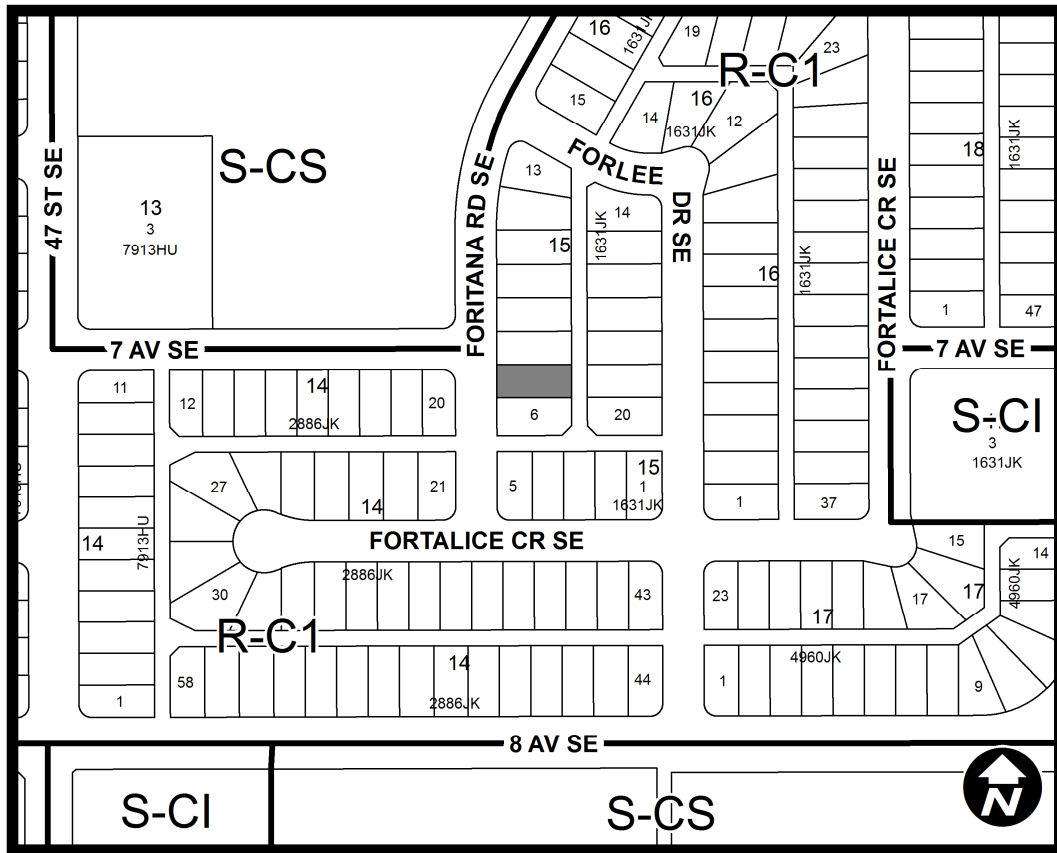 16
1631JK
19
23
R-C1
15
16
14
12
1631JK
18
1631JK
S-CS
13
FORLEE
DR SE
47 ST SE
FORITANA RD SE
FORTALICE CR SE
13
3
7913HU
14
15
1631JK
16
1631JK
1
47
7 AV SE
7 AV SE
11
12
14
20
2886JK
6
20
S-CI
3
1631JK
27
14
21
5
15
1
1631JK
1
37
14
7913HU
FORTALICE CR SE
2886JK
15
14
4960JK
30
43
23
17
17
17
R-C1
58
14
2886JK
44
1
4960JK
9
1
8 AV SE
S-CI
S-CS
N